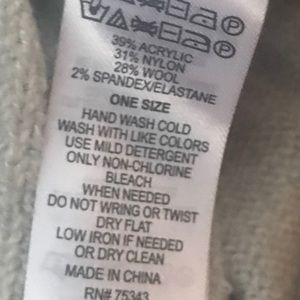 39% ACRYLIC
31% NYLON
28% WOOL
2% SPANDEX/ELASTANE
ONE SIZE
HAND WASH COLD
WASH WITH LIKE COLORS
USE MILD DETERGENT
ONLY NON-CHLORINE
BLEACH
WHEN NEEDED
DO NOT WRING OR TWIST
DRY FLAT
LOW IRON IF NEEDED
OR DRY CLEAN
MADE IN CHINA
RN# 75343